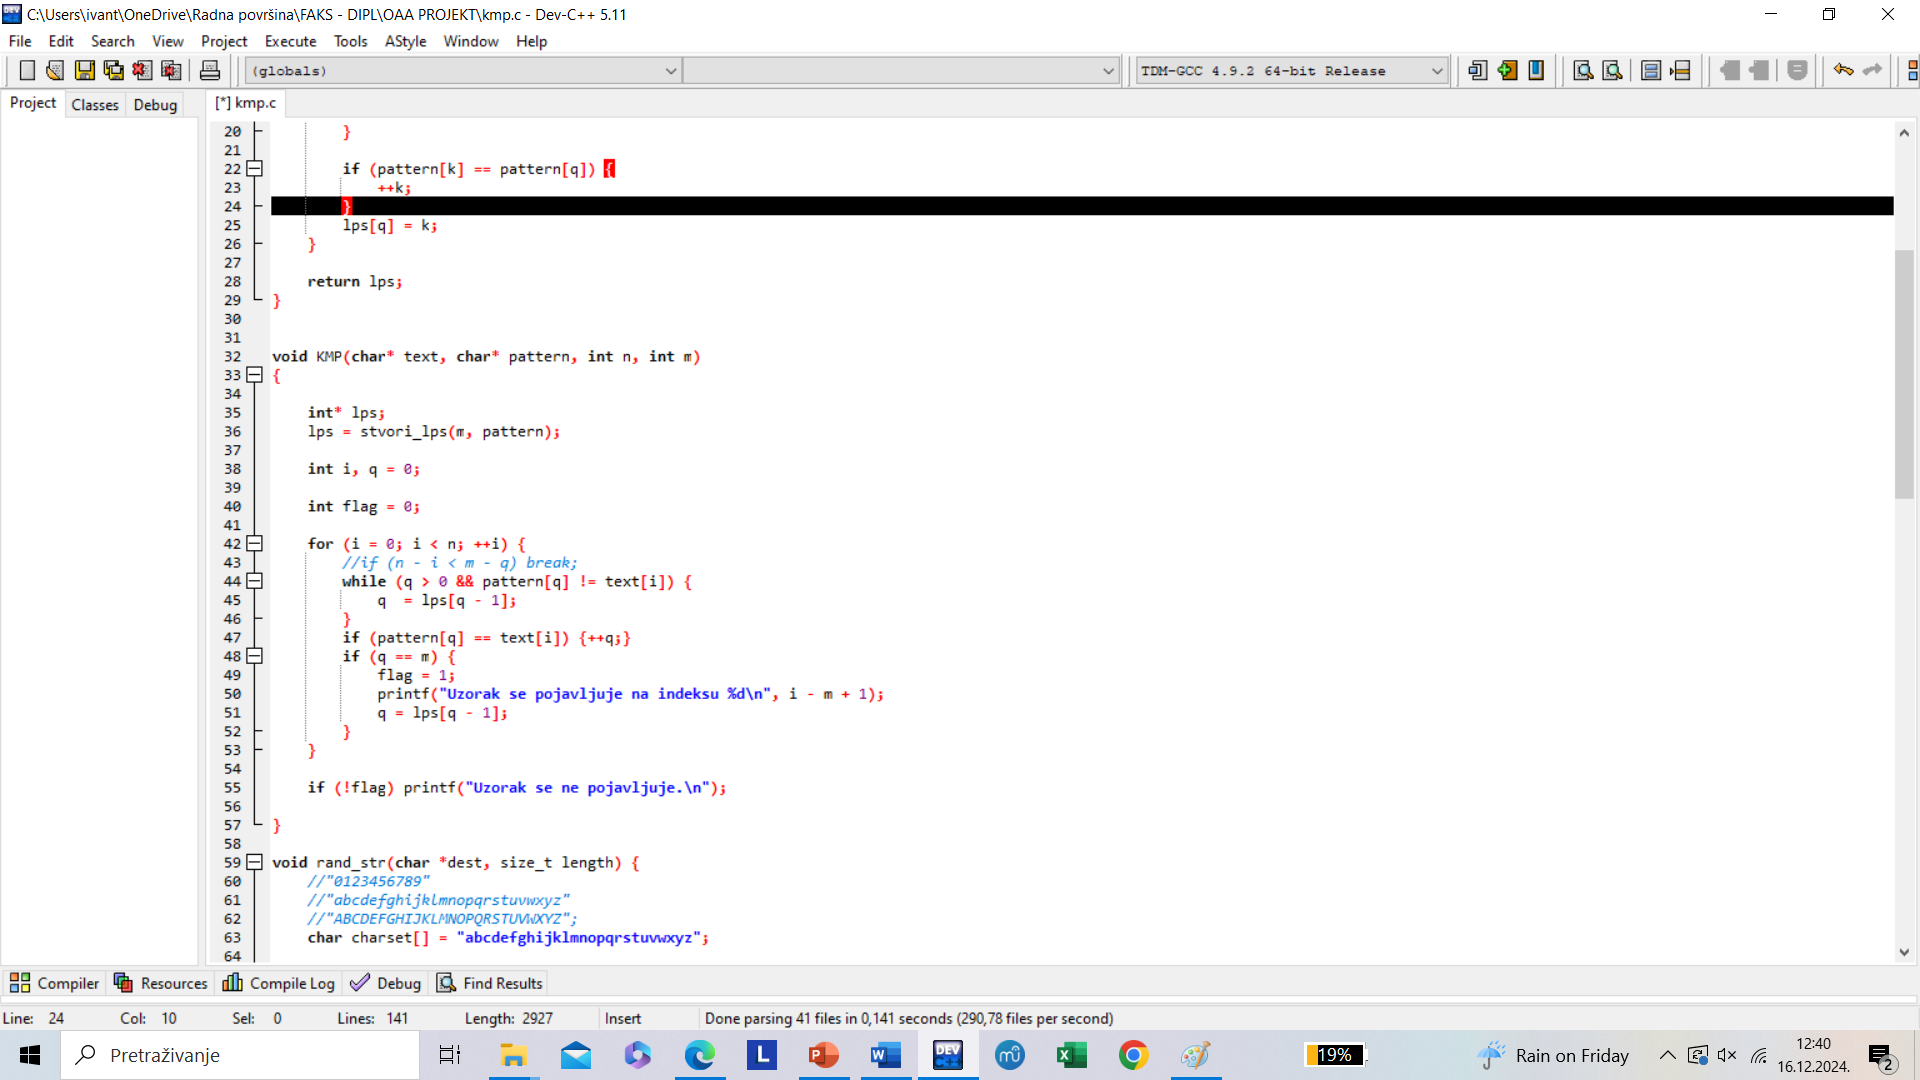 C:\Users\ivant\OneDrive\Radna površina\FAKS - DIPL\OAA PROJEKT\kmp.c - Dev-C++ 5.11
File Edit Search View Project Execute Tools AStyle Window Help
(globals) TDM-GCC 4.9.2 64-bit Release
Project Classes Debug [*] kmp.c
20         }
21
22         if (pattern[k] == pattern[q]) {
23             ++k;
24         }
25         lps[q] = k;
26     }
27
28     return lps;
29 }
30
31
32 void KMP(char* text, char* pattern, int n, int m)
33 {
34
35     int* lps;
36     lps = stvori_lps(m, pattern);
37
38     int i, q = 0;
39
40     int flag = 0;
41
42     for (i = 0; i < n; ++i) {
43         //if (n - i < m - q) break;
44         while (q > 0 && pattern[q] != text[i]) {
45             q  = lps[q - 1];
46         }
47         if (pattern[q] == text[i]) {++q;}
48         if (q == m) {
49             flag = 1;
50             printf("Uzorak se pojavljuje na indeksu %d\n", i - m + 1);
51             q = lps[q - 1];
52         }
53     }
54
55     if (!flag) printf("Uzorak se ne pojavljuje.\n");
56
57 }
58
59 void rand_str(char *dest, size_t length) {
60     //"0123456789"
61     //"abcdefghijklmnopqrstuvwxyz"
62     //"ABCDEFGHIJKLMNOPQRSTUVWXYZ";
63     char charset[] = "abcdefghijklmnopqrstuvwxyz";
64
Compiler Resources Compile Log Debug Find Results
Line: 24 Col: 10 Sel: 0 Lines: 141 Length: 2927 Insert Done parsing 41 files in 0,141 seconds (290,78 files per second)
Pretraživanje L P W DEV C++ X 19% Rain on Friday 12:40
16.12.2024. 2